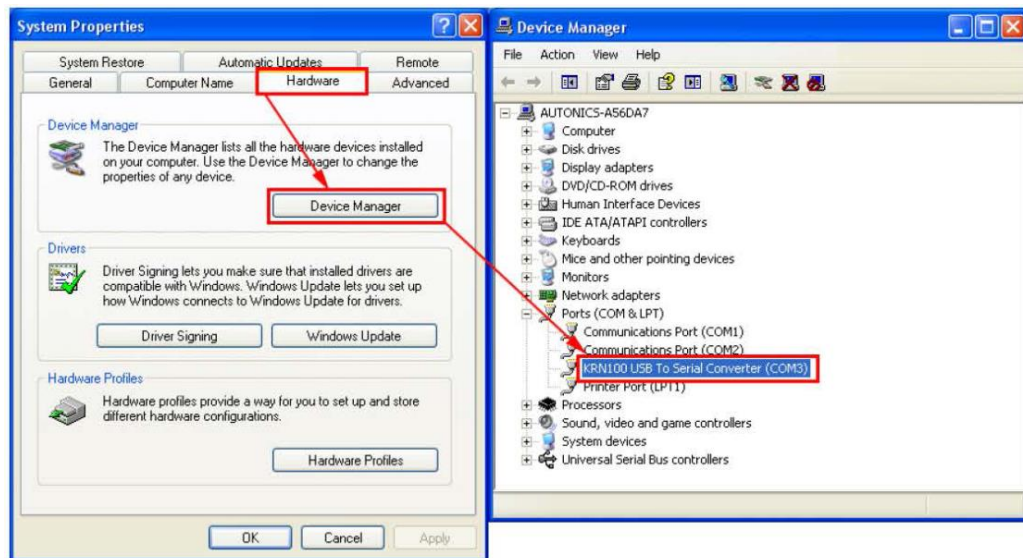 System Properties
System Restore
Automatic Updates
Remote
General
Computer Name
Hardware
Advanced
Device Manager
The Device Manager lists all the hardware devices installed
on your computer. Use the Device Manager to change the
properties of any device.
Device Manager
Drivers
Driver Signing lets you make sure that installed drivers are
compatible with Windows. Windows Update lets you set up
how Windows connects to Windows Update for drivers.
Driver Signing
Windows Update
Hardware Profiles
Hardware profiles provide a way for you to set up and store
different hardware configurations.
Hardware Profiles
OK
Cancel
Apply
Device Manager
File Action View Help
AUTONICS-A56DA7
Computer
Disk drives
Display adapters
DVD/CD-ROM drives
Human Interface Devices
IDE ATA/ATAPI controllers
Keyboards
Mice and other pointing devices
Monitors
Network adapters
Ports (COM & LPT)
Communications Port (COM1)
Communications Port (COM2)
KRN100 USB To Serial Converter (COM3)
Printer Port (LPT1)
Processors
Sound, video and game controllers
System devices
Universal Serial Bus controllers